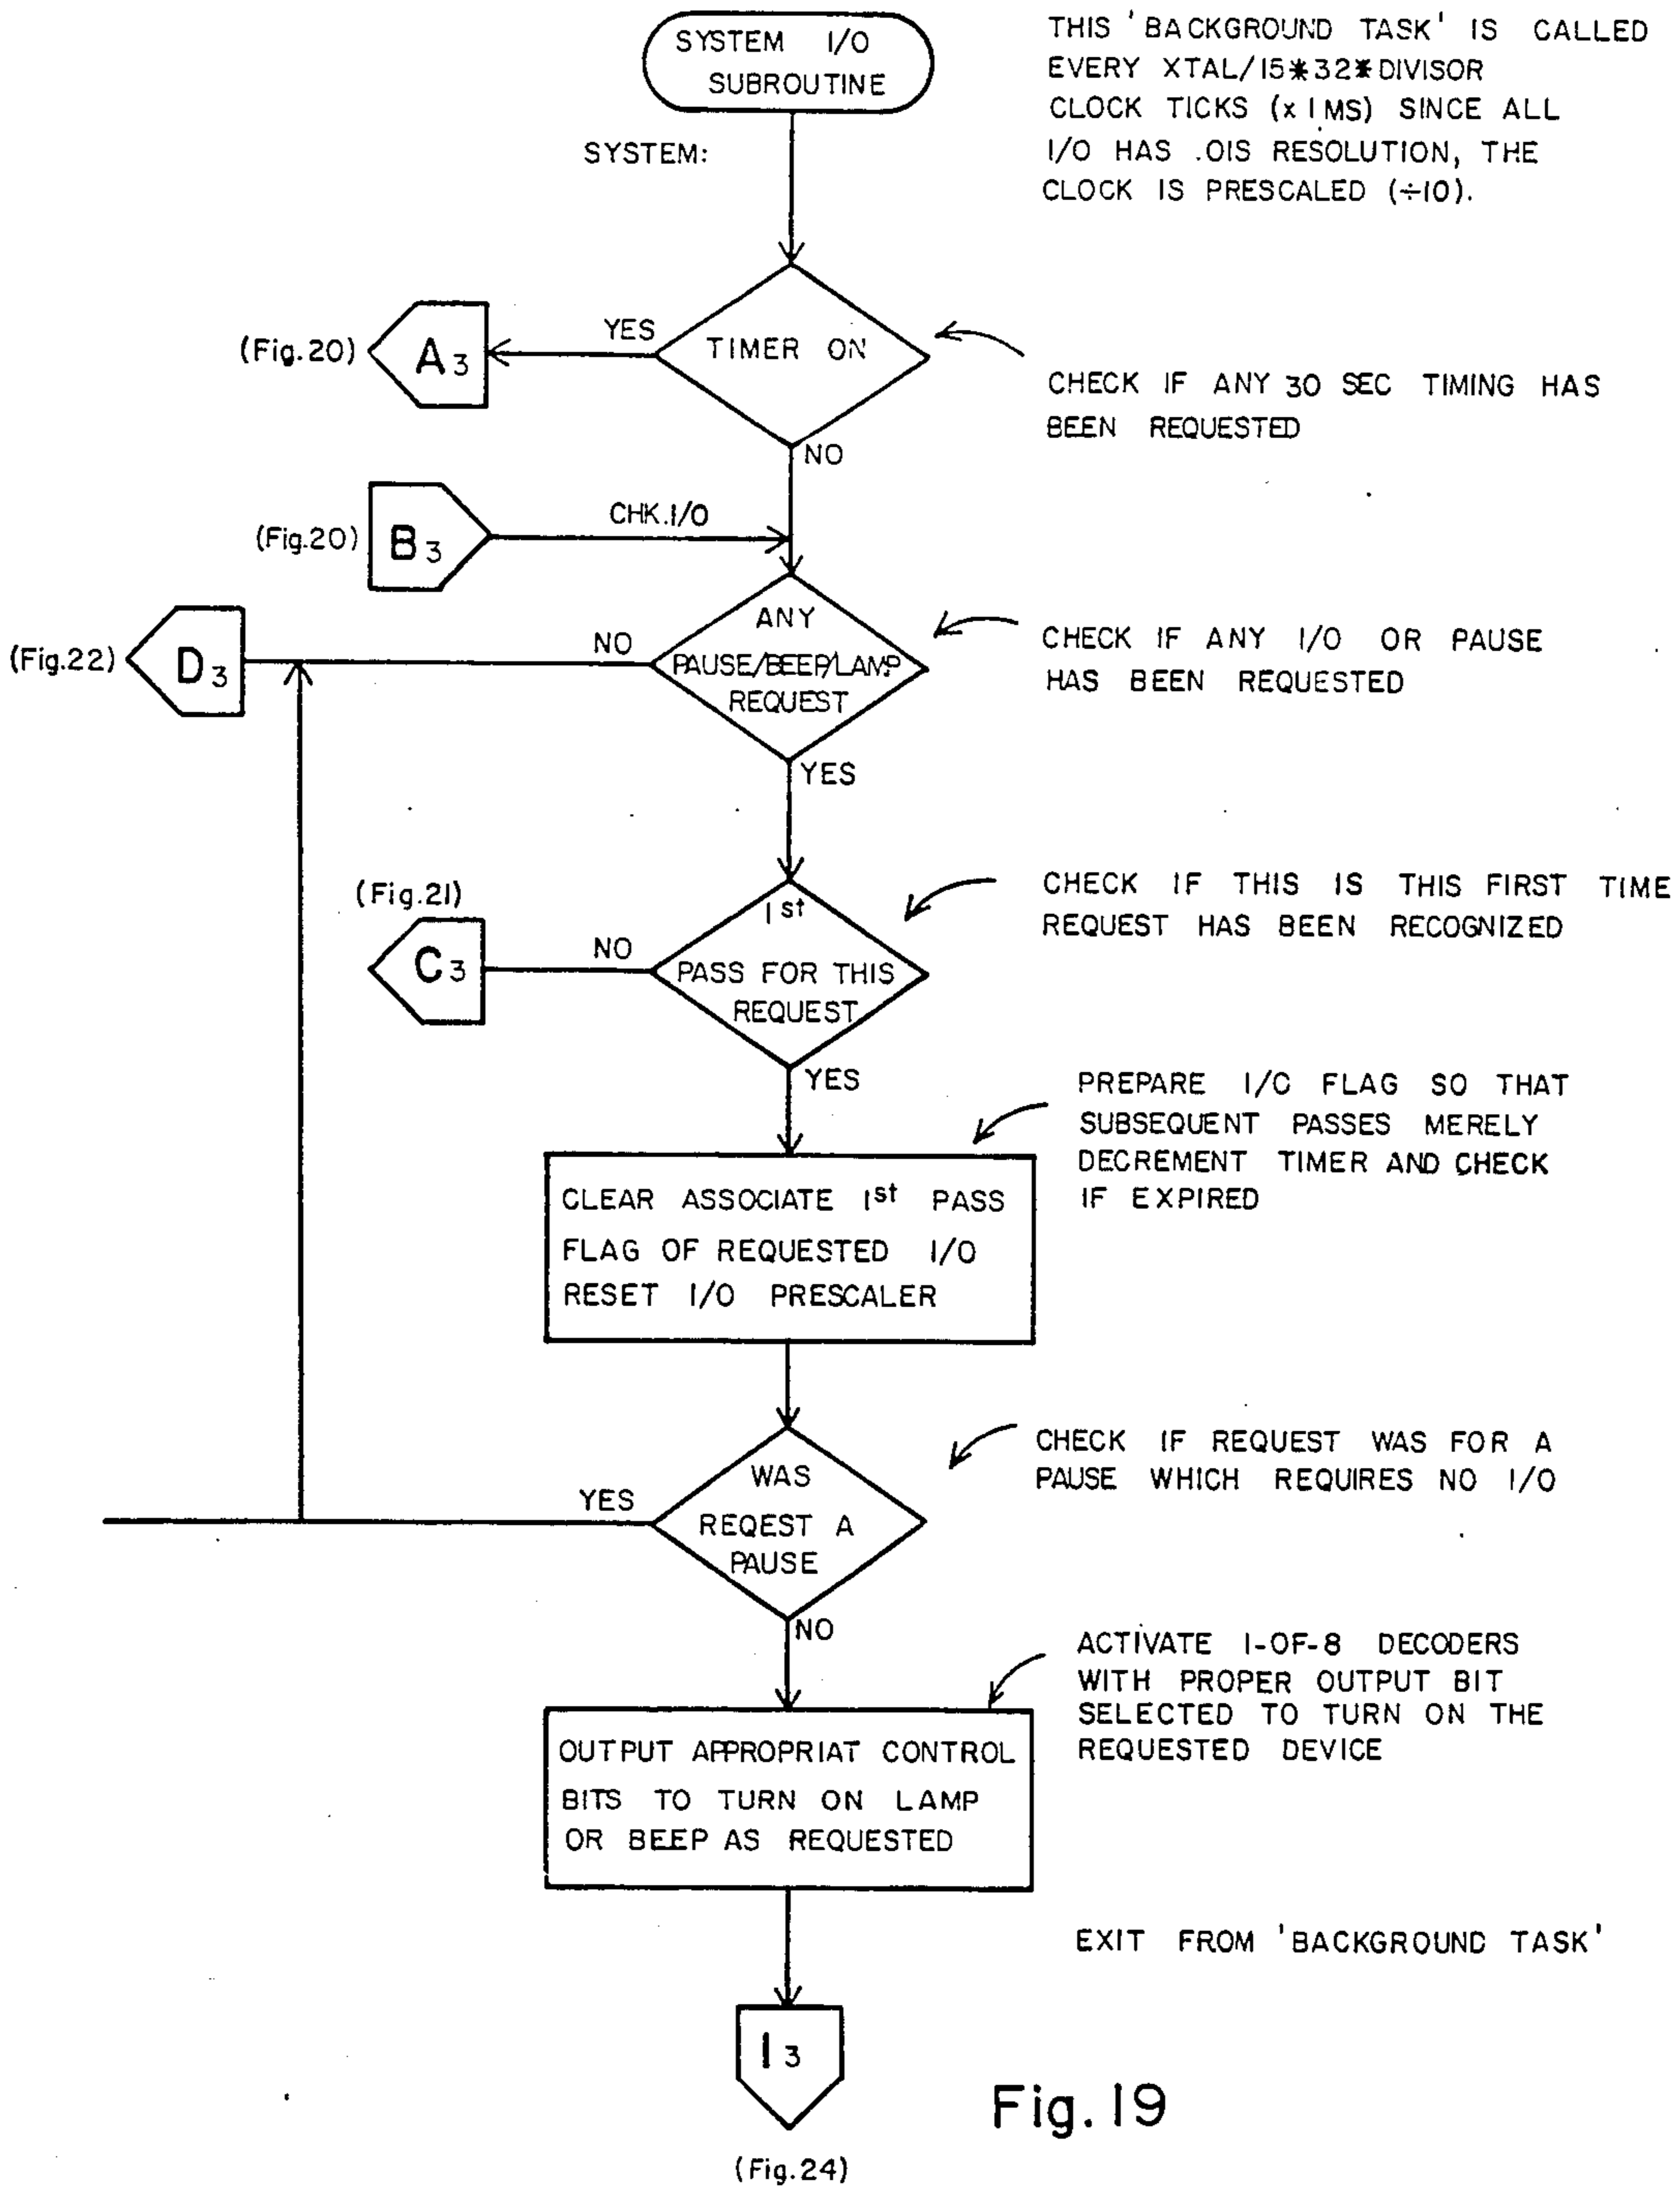 SYSTEM I/O
SUBROUTINE
THIS 'BACKGROUND TASK' IS CALLED
EVERY XTAL/15*32*DIVISOR
CLOCK TICKS (x 1 MS) SINCE ALL
I/O HAS .01S RESOLUTION, THE
CLOCK IS PRESCALED (÷10).
SYSTEM:
(Fig.20)
A3
YES
TIMER ON
CHECK IF ANY 30 SEC TIMING HAS
BEEN REQUESTED
NO
(Fig.20)
B3
CHK.I/O
(Fig.22)
D3
NO
ANY
PAUSE/BEEP/LAMP
REQUEST
CHECK IF ANY I/O OR PAUSE
HAS BEEN REQUESTED
YES
(Fig.21)
C3
NO
1st
PASS FOR THIS
REQUEST
CHECK IF THIS IS THIS FIRST TIME
REQUEST HAS BEEN RECOGNIZED
YES
PREPARE I/O FLAG SO THAT
SUBSEQUENT PASSES MERELY
DECREMENT TIMER AND CHECK
IF EXPIRED
CLEAR ASSOCIATE 1st PASS
FLAG OF REQUESTED I/O
RESET I/O PRESCALER
YES
WAS
REQEST A
PAUSE
CHECK IF REQUEST WAS FOR A
PAUSE WHICH REQUIRES NO I/O
NO
ACTIVATE 1-OF-8 DECODERS
WITH PROPER OUTPUT BIT
SELECTED TO TURN ON THE
REQUESTED DEVICE
OUTPUT APPROPRIAT CONTROL
BITS TO TURN ON LAMP
OR BEEP AS REQUESTED
EXIT FROM 'BACKGROUND TASK'
I3
Fig.19
(Fig.24)